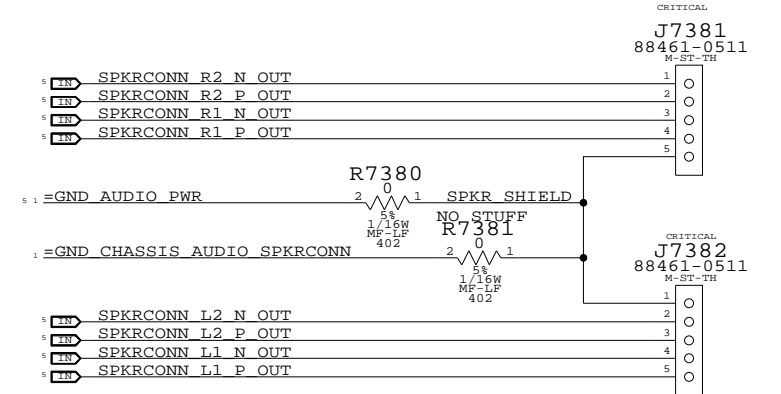 CRITICAL
J7381
88461-0511
M-ST-TH
5 IN SPKRCONN_R2_N_OUT 1
5 IN SPKRCONN_R2_P_OUT 2
5 IN SPKRCONN_R1_N_OUT 3
5 IN SPKRCONN_R1_P_OUT 4
5
R7380
0
5 1 =GND_AUDIO_PWR 2 1 SPKR_SHIELD
5%
1/16W
MF-LF
402
NO STUFF
R7381
0
1 =GND_CHASSIS_AUDIO_SPKRCONN 2 1
5%
1/16W
MF-LF
402
CRITICAL
J7382
88461-0511
M-ST-TH
1
5 IN SPKRCONN_L2_N_OUT 2
5 IN SPKRCONN_L2_P_OUT 3
5 IN SPKRCONN_L1_N_OUT 4
5 IN SPKRCONN_L1_P_OUT 5